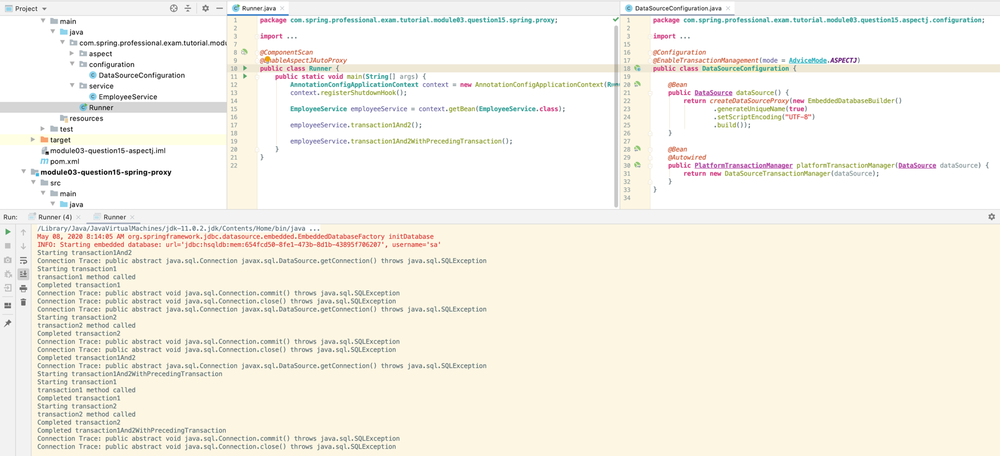 Project
main
java
com.spring.professional.exam.tutorial.modu
aspect
configuration
DataSourceConfiguration
service
EmployeeService
Runner
resources
test
target
module03-question15-aspectj.iml
pom.xml
module03-question15-spring-proxy
src
main
java
Runner.java
1 package com.spring.professional.exam.tutorial.module03.question15.spring.proxy;
2
3 import ...
7
8 @ComponentScan
9 @EnableAspectJAutoProxy
10 public class Runner {
11 public static void main(String[] args) {
12 AnnotationConfigApplicationContext context = new AnnotationConfigApplicationContext(Run
13 context.registerShutdownHook();
14
15 EmployeeService employeeService = context.getBean(EmployeeService.class);
16
17 employeeService.transaction1And2();
18
19 employeeService.transaction1And2WithPrecedingTransaction();
20 }
21 }
22
DataSourceConfiguration.java
1 package com.spring.professional.exam.tutorial.module03.question15.aspectj.configuration;
2
3 import ...
15
16 @Configuration
17 @EnableTransactionManagement(mode = AdviceMode.ASPECTJ)
18 public class DataSourceConfiguration {
19
20 @Bean
21 public DataSource dataSource() {
22 return createDataSourceProxy(new EmbeddedDatabaseBuilder()
23 .generateUniqueName(true)
24 .setScriptEncoding("UTF-8")
25 .build());
26 }
27
28 @Bean
29 @Autowired
30 public PlatformTransactionManager platformTransactionManager(DataSource dataSource) {
31 return new DataSourceTransactionManager(dataSource);
32 }
33 }
34
Run: Runner (4) Runner
/Library/Java/JavaVirtualMachines/jdk-11.0.2.jdk/Contents/Home/bin/java ...
May 08, 2020 8:14:05 AM org.springframework.jdbc.datasource.embedded.EmbeddedDatabaseFactory initDatabase
INFO: Starting embedded database: url='jdbc:hsqldb:mem:654fcd50-8fe1-473b-8d1b-43895f706207', username='sa'
Starting transaction1And2
Connection Trace: public abstract java.sql.Connection javax.sql.DataSource.getConnection() throws java.sql.SQLException
Starting transaction1
transaction1 method called
Completed transaction1
Connection Trace: public abstract void java.sql.Connection.commit() throws java.sql.SQLException
Connection Trace: public abstract void java.sql.Connection.close() throws java.sql.SQLException
Connection Trace: public abstract java.sql.Connection javax.sql.DataSource.getConnection() throws java.sql.SQLException
Starting transaction2
transaction2 method called
Completed transaction2
Connection Trace: public abstract void java.sql.Connection.commit() throws java.sql.SQLException
Connection Trace: public abstract void java.sql.Connection.close() throws java.sql.SQLException
Completed transaction1And2
Connection Trace: public abstract java.sql.Connection javax.sql.DataSource.getConnection() throws java.sql.SQLException
Starting transaction1And2WithPrecedingTransaction
Starting transaction1
transaction1 method called
Completed transaction1
Starting transaction2
transaction2 method called
Completed transaction2
Completed transaction1And2WithPrecedingTransaction
Connection Trace: public abstract void java.sql.Connection.commit() throws java.sql.SQLException
Connection Trace: public abstract void java.sql.Connection.close() throws java.sql.SQLException